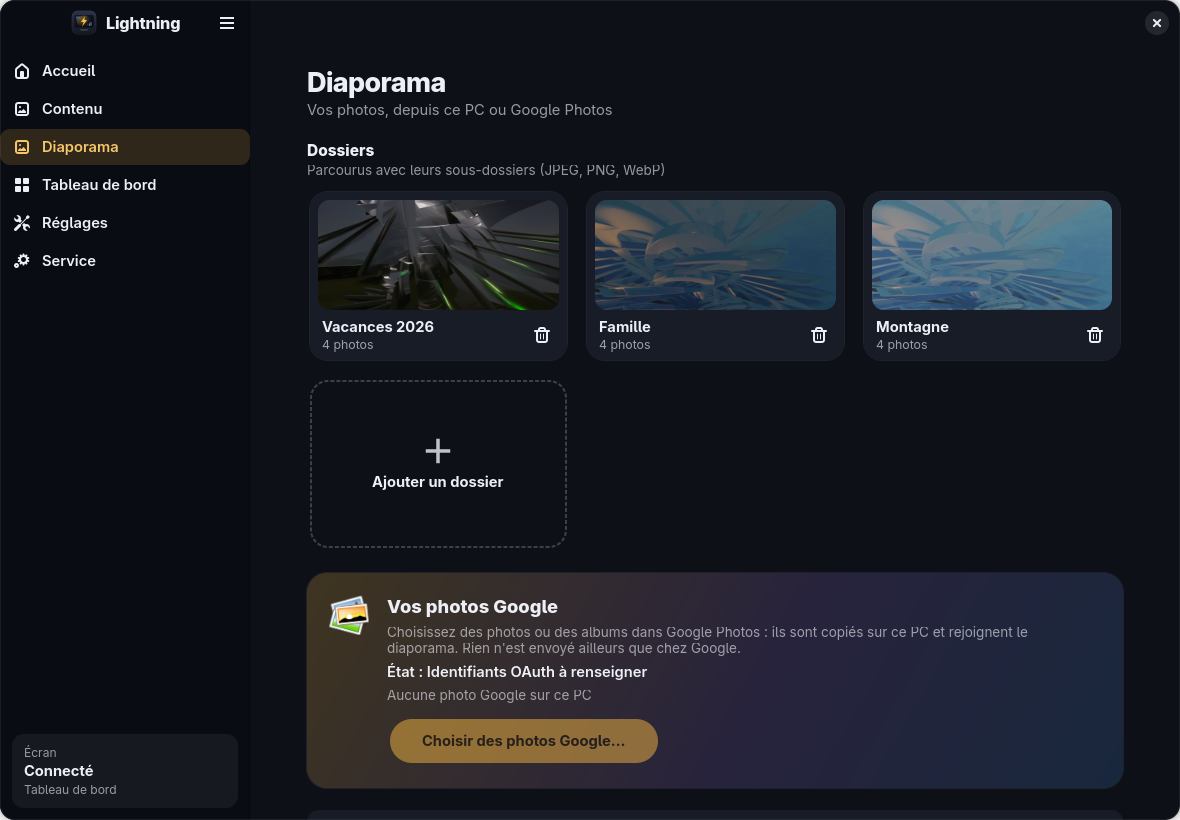 Lightning
Accueil
Contenu
Diaporama
Tableau de bord
Réglages
Service
Écran
Connecté
Tableau de bord
Diaporama
Vos photos, depuis ce PC ou Google Photos
Dossiers
Parcourus avec leurs sous-dossiers (JPEG, PNG, WebP)
Vacances 2026
4 photos
Famille
4 photos
Montagne
4 photos
Ajouter un dossier
Vos photos Google
Choisissez des photos ou des albums dans Google Photos : ils sont copiés sur ce PC et rejoignent le
diaporama. Rien n'est envoyé ailleurs que chez Google.
État : Identifiants OAuth à renseigner
Aucune photo Google sur ce PC
Choisir des photos Google…